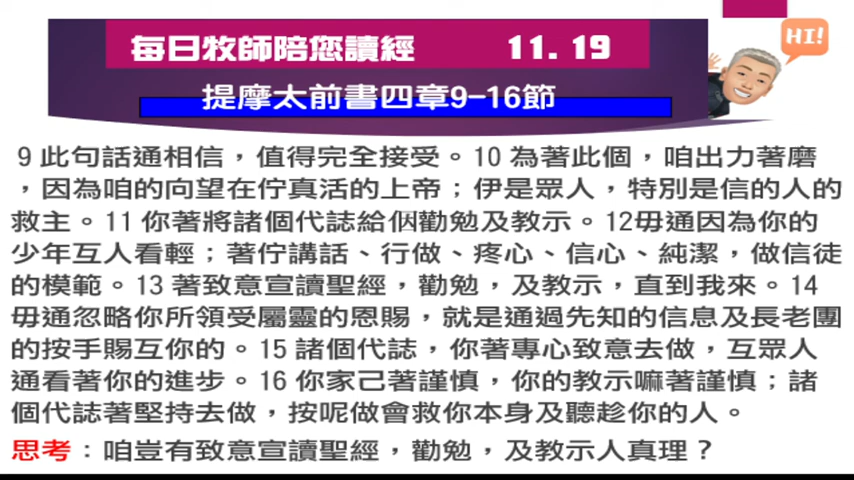 每日牧師陪您讀經 11.19
HI!
提摩太前書四章9-16節
9 此句話通相信，值得完全接受。10 為著此個，咱出力著磨
，因為咱的向望在佇真活的上帝；伊是眾人，特別是信的人的
救主。11 你著將諸個代誌給𪜶勸勉及教示。12毋通因為你的
少年互人看輕；著佇講話、行做、疼心、信心、純潔，做信徒
的模範。13 著致意宣讀聖經，勸勉，及教示，直到我來。14
毋通忽略你所領受屬靈的恩賜，就是通過先知的信息及長老團
的按手賜互你的。15 諸個代誌，你著專心致意去做，互眾人
通看著你的進步。16 你家己著謹慎，你的教示嘛著謹慎；諸
個代誌著堅持去做，按呢做會救你本身及聽趁你的人。
思考：咱豈有致意宣讀聖經，勸勉，及教示人真理？